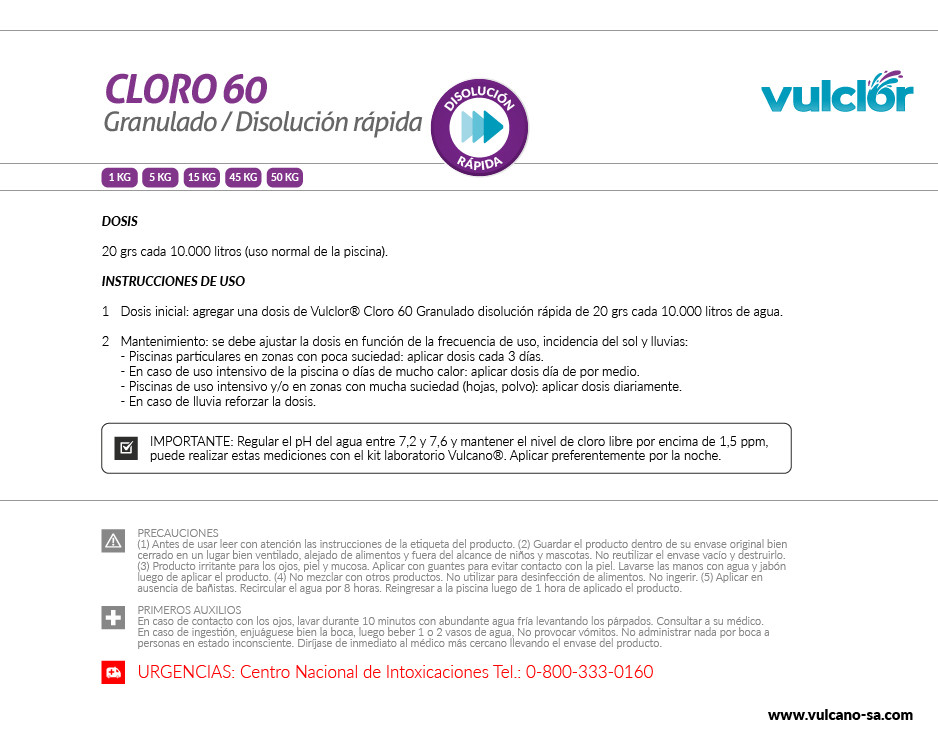 CLORO 60
Granulado / Disolución rápida
DISOLUCIÓN
RÁPIDA
vulclor
1 KG 5 KG 15 KG 45 KG 50 KG
DOSIS
20 grs cada 10.000 litros (uso normal de la piscina).
INSTRUCCIONES DE USO
1 Dosis inicial: agregar una dosis de Vulclor® Cloro 60 Granulado disolución rápida de 20 grs cada 10.000 litros de agua.
2 Mantenimiento: se debe ajustar la dosis en función de la frecuencia de uso, incidencia del sol y lluvias:
- Piscinas particulares en zonas con poca suciedad: aplicar dosis cada 3 días.
- En caso de uso intensivo de la piscina o días de mucho calor: aplicar dosis día de por medio.
- Piscinas de uso intensivo y/o en zonas con mucha suciedad (hojas, polvo): aplicar dosis diariamente.
- En caso de lluvia reforzar la dosis.
IMPORTANTE: Regular el pH del agua entre 7,2 y 7,6 y mantener el nivel de cloro libre por encima de 1,5 ppm,
puede realizar estas mediciones con el kit laboratorio Vulcano®. Aplicar preferentemente por la noche.
PRECAUCIONES
(1) Antes de usar leer con atención las instrucciones de la etiqueta del producto. (2) Guardar el producto dentro de su envase original bien
cerrado en un lugar bien ventilado, alejado de alimentos y fuera del alcance de niños y mascotas. No reutilizar el envase vacío y destruirlo.
(3) Producto irritante para los ojos, piel y mucosa. Aplicar con guantes para evitar contacto con la piel. Lavarse las manos con agua y jabón
luego de aplicar el producto. (4) No mezclar con otros productos. No utilizar para desinfección de alimentos. No ingerir. (5) Aplicar en
ausencia de bañistas. Recircular el agua por 8 horas. Reingresar a la piscina luego de 1 hora de aplicado el producto.
PRIMEROS AUXILIOS
En caso de contacto con los ojos, lavar durante 10 minutos con abundante agua fría levantando los párpados. Consultar a su médico.
En caso de ingestión, enjuáguese bien la boca, luego beber 1 o 2 vasos de agua, No provocar vómitos. No administrar nada por boca a
personas en estado inconsciente. Diríjase de inmediato al médico más cercano llevando el envase del producto.
URGENCIAS: Centro Nacional de Intoxicaciones Tel.: 0-800-333-0160
www.vulcano-sa.com